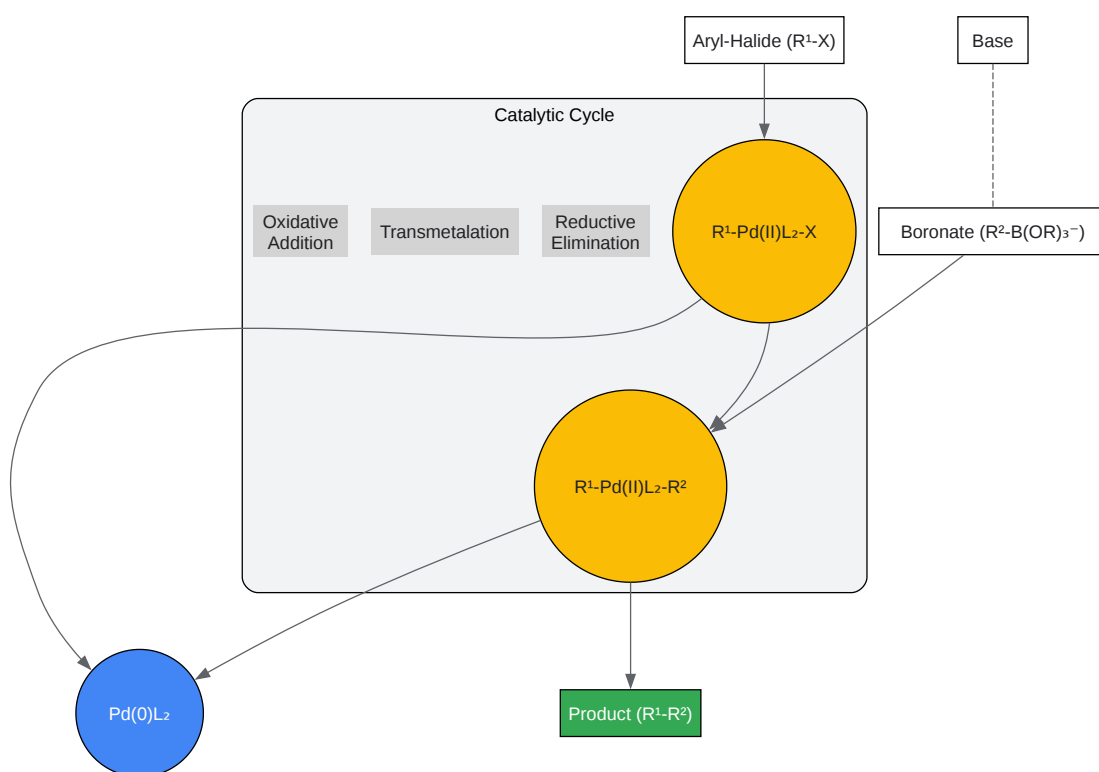 Aryl-Halide (R¹-X)
Base
Catalytic Cycle
Oxidative
Addition
Transmetalation
Reductive
Elimination
R¹-Pd(II)L₂-X
Boronate (R²-B(OR)₃⁻)
R¹-Pd(II)L₂-R²
Pd(0)L₂
Product (R¹-R²)